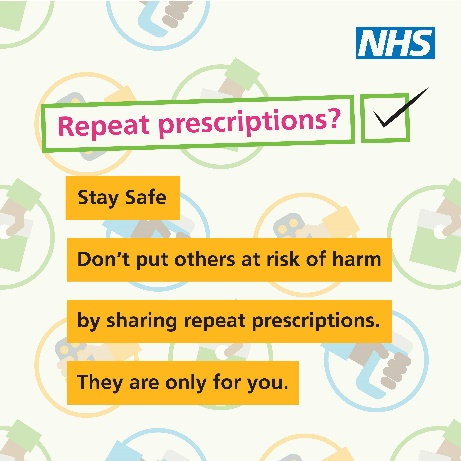 NHS
Repeat prescriptions?
Stay Safe
Don't put others at risk of harm
by sharing repeat prescriptions.
They are only for you.